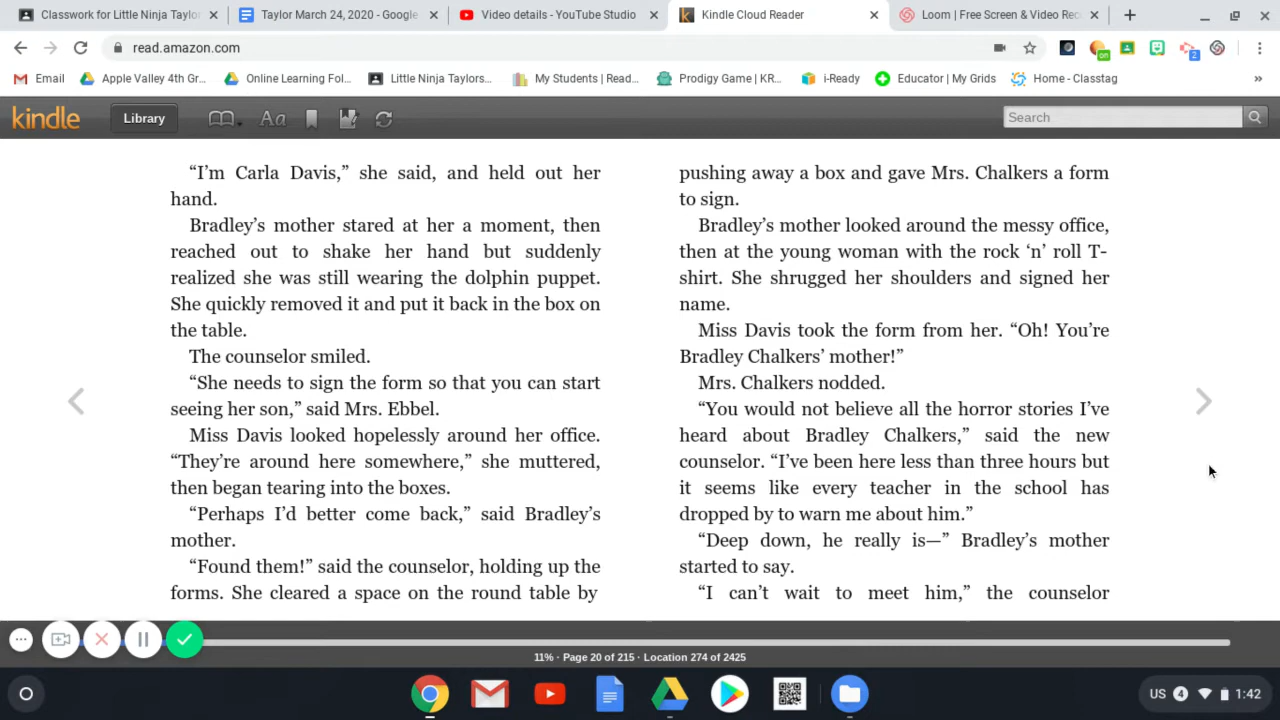 Classwork for Little Ninja Taylor
Taylor March 24, 2020 - Google
Video details - YouTube Studio
Kindle Cloud Reader
Loom | Free Screen & Video Rec
read.amazon.com
on
2
Email
Apple Valley 4th Gr...
Online Learning Fol...
Little Ninja Taylors...
My Students | Read...
Prodigy Game | KR...
i-Ready
Educator | My Grids
Home - Classtag
»
kindle
Library
Aa
Search
“I’m Carla Davis,” she said, and held out her
hand.
Bradley’s mother stared at her a moment, then
reached out to shake her hand but suddenly
realized she was still wearing the dolphin puppet.
She quickly removed it and put it back in the box on
the table.
The counselor smiled.
“She needs to sign the form so that you can start
seeing her son,” said Mrs. Ebbel.
Miss Davis looked hopelessly around her office.
“They’re around here somewhere,” she muttered,
then began tearing into the boxes.
“Perhaps I’d better come back,” said Bradley’s
mother.
“Found them!” said the counselor, holding up the
forms. She cleared a space on the round table by
pushing away a box and gave Mrs. Chalkers a form
to sign.
Bradley’s mother looked around the messy office,
then at the young woman with the rock ‘n’ roll T-
shirt. She shrugged her shoulders and signed her
name.
Miss Davis took the form from her. “Oh! You’re
Bradley Chalkers’ mother!”
Mrs. Chalkers nodded.
“You would not believe all the horror stories I’ve
heard about Bradley Chalkers,” said the new
counselor. “I’ve been here less than three hours but
it seems like every teacher in the school has
dropped by to warn me about him.”
“Deep down, he really is—” Bradley’s mother
started to say.
“I can’t wait to meet him,” the counselor
11% · Page 20 of 215 · Location 274 of 2425
US
4
1:42